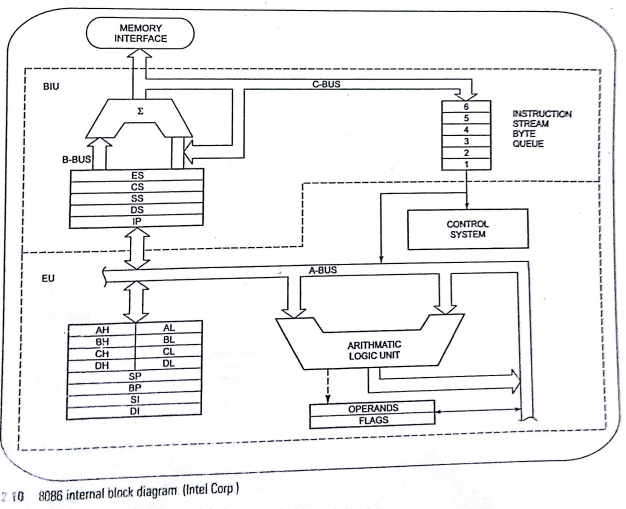 MEMORY
INTERFACE
BIU
C-BUS
Σ
B-BUS
6
5
4
3
2
1
INSTRUCTION
STREAM
BYTE
QUEUE
ES
CS
SS
DS
IP
CONTROL
SYSTEM
EU
A-BUS
AH AL
BH BL
CH CL
DH DL
SP
BP
SI
DI
ARITHMATIC
LOGIC UNIT
OPERANDS
FLAGS
2 10 8086 internal block diagram. (Intel Corp.)